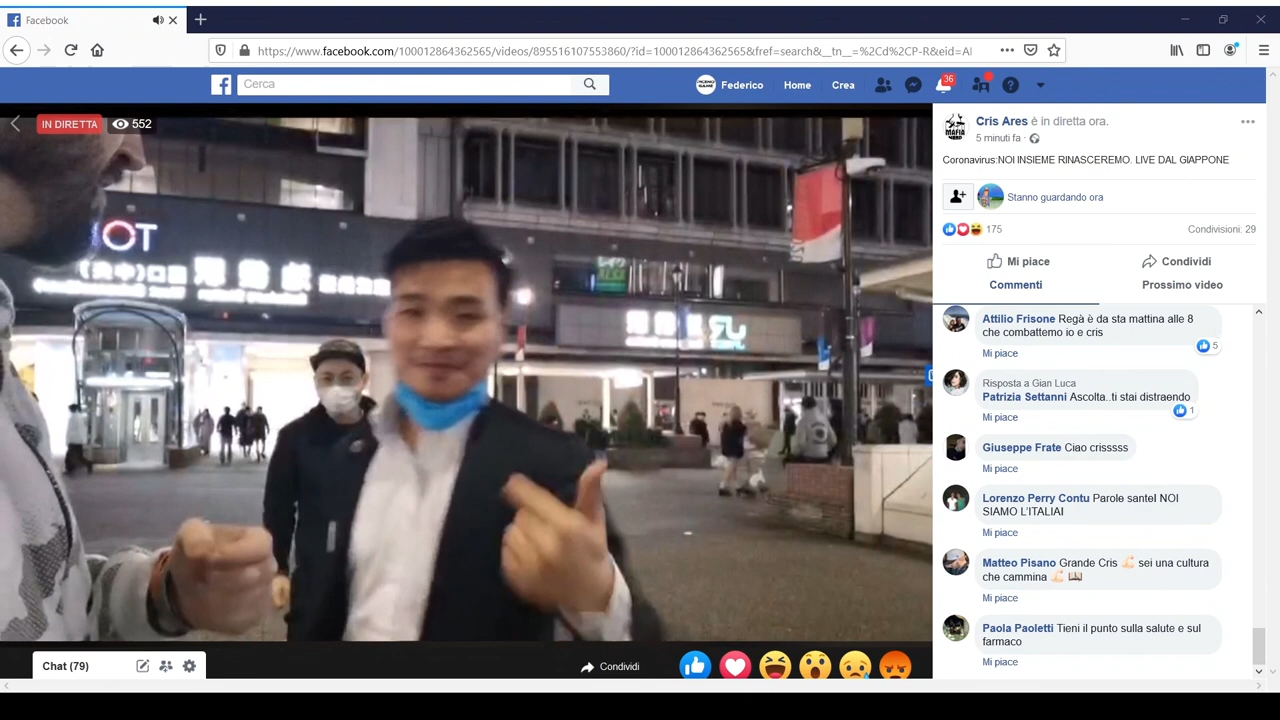 Facebook
https://www.facebook.com/100012864362565/videos/895516107553860/?id=100012864362565&fref=search&__tn__=%2Cd%2CP-R&eid=AI
Cerca
Federico
Home
Crea
36
IN DIRETTA
552
OT
Cris Ares è in diretta ora.
5 minuti fa ·
Coronavirus:NOI INSIEME RINASCEREMO. LIVE DAL GIAPPONE
Stanno guardando ora
175
Condivisioni: 29
Mi piace
Condividi
Commenti
Prossimo video
Attilio Frisone Regà è da sta mattina alle 8
che combattemo io e cris
5
Mi piace
Risposta a Gian Luca
Patrizia Settanni Ascolta..ti stai distraendo
1
Mi piace
Giuseppe Frate Ciao crisssss
Mi piace
Lorenzo Perry Contu Parole sante! NOI
SIAMO L'ITALIA!
Mi piace
Matteo Pisano Grande Cris 💪🏻 sei una cultura
che cammina 💪🏻 📖
Mi piace
Paola Paoletti Tieni il punto sulla salute e sul
farmaco
Mi piace
Chat (79)
Condividi